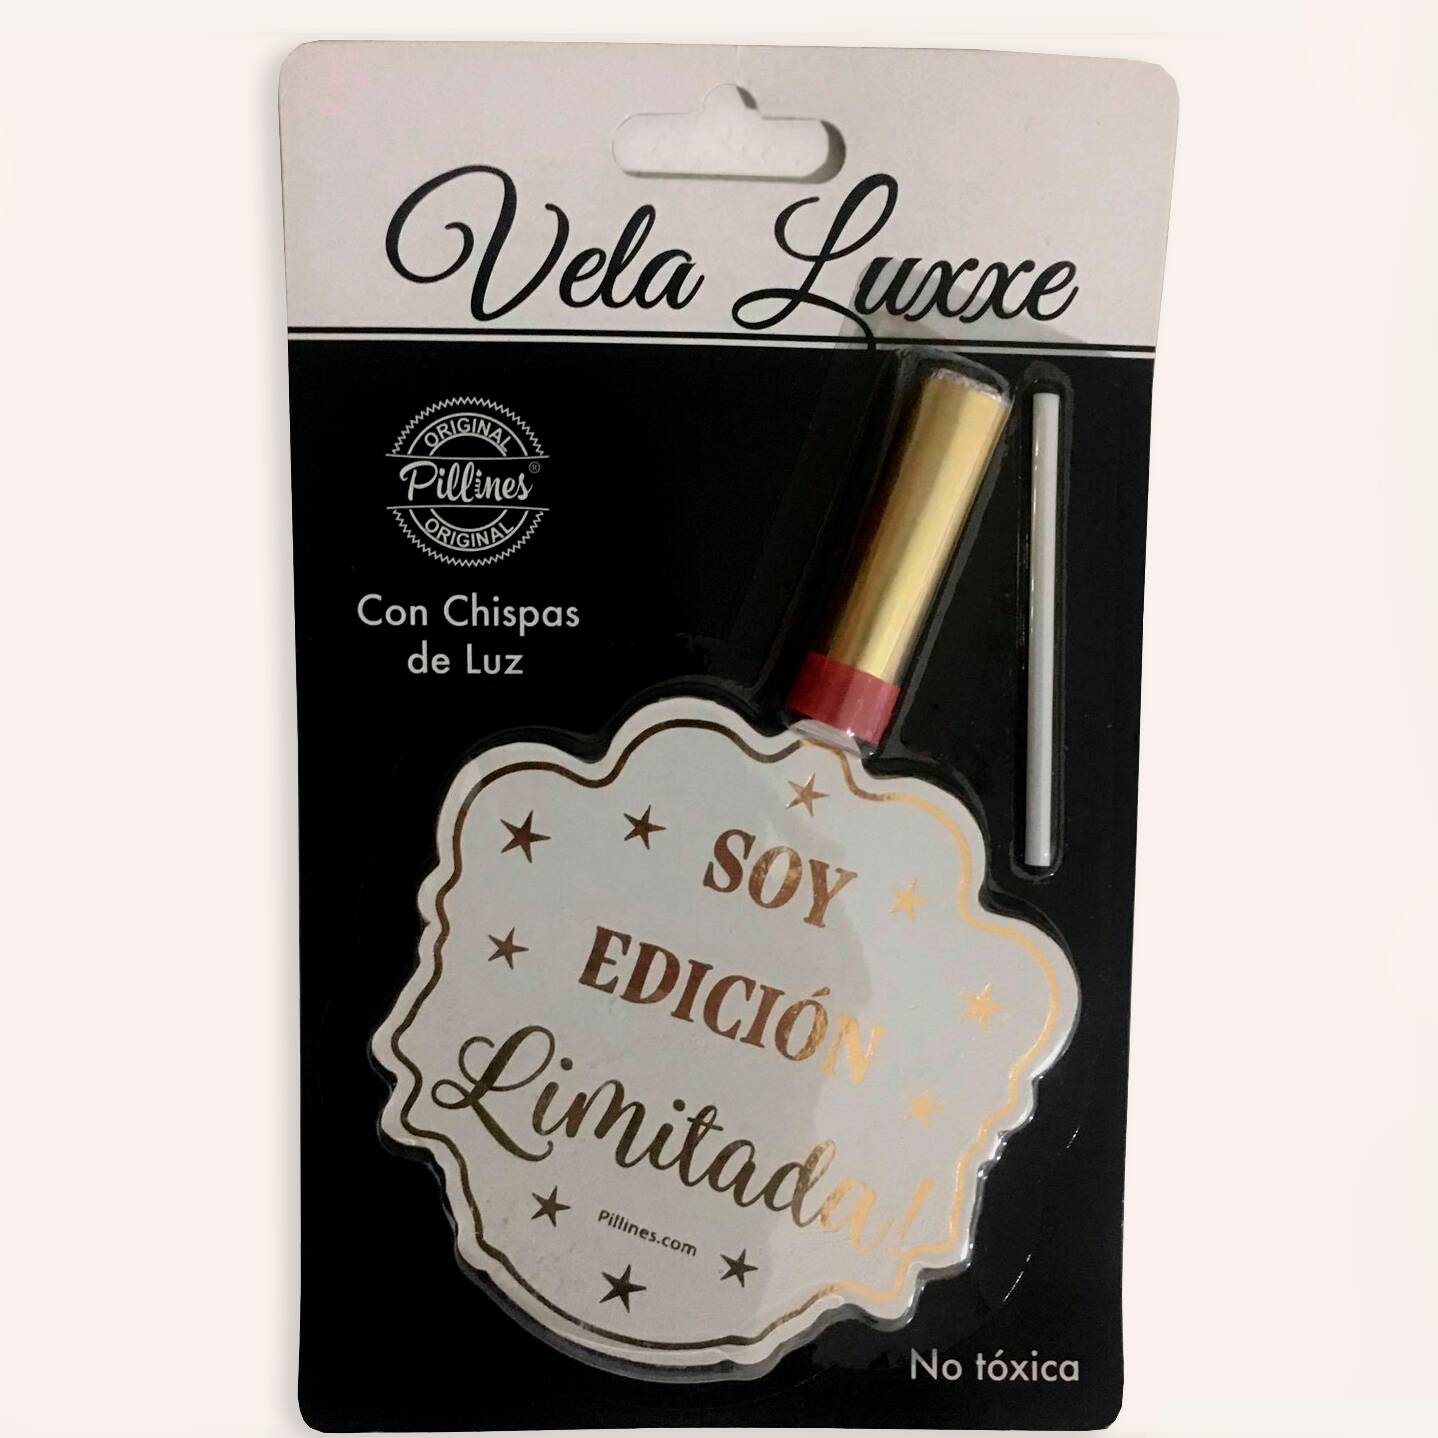 Vela Luxxe
ORIGINAL
Pillines®
ORIGINAL
Con Chispas
de Luz
SOY
EDICIÓN
Limitada!
Pillines.com
No tóxica